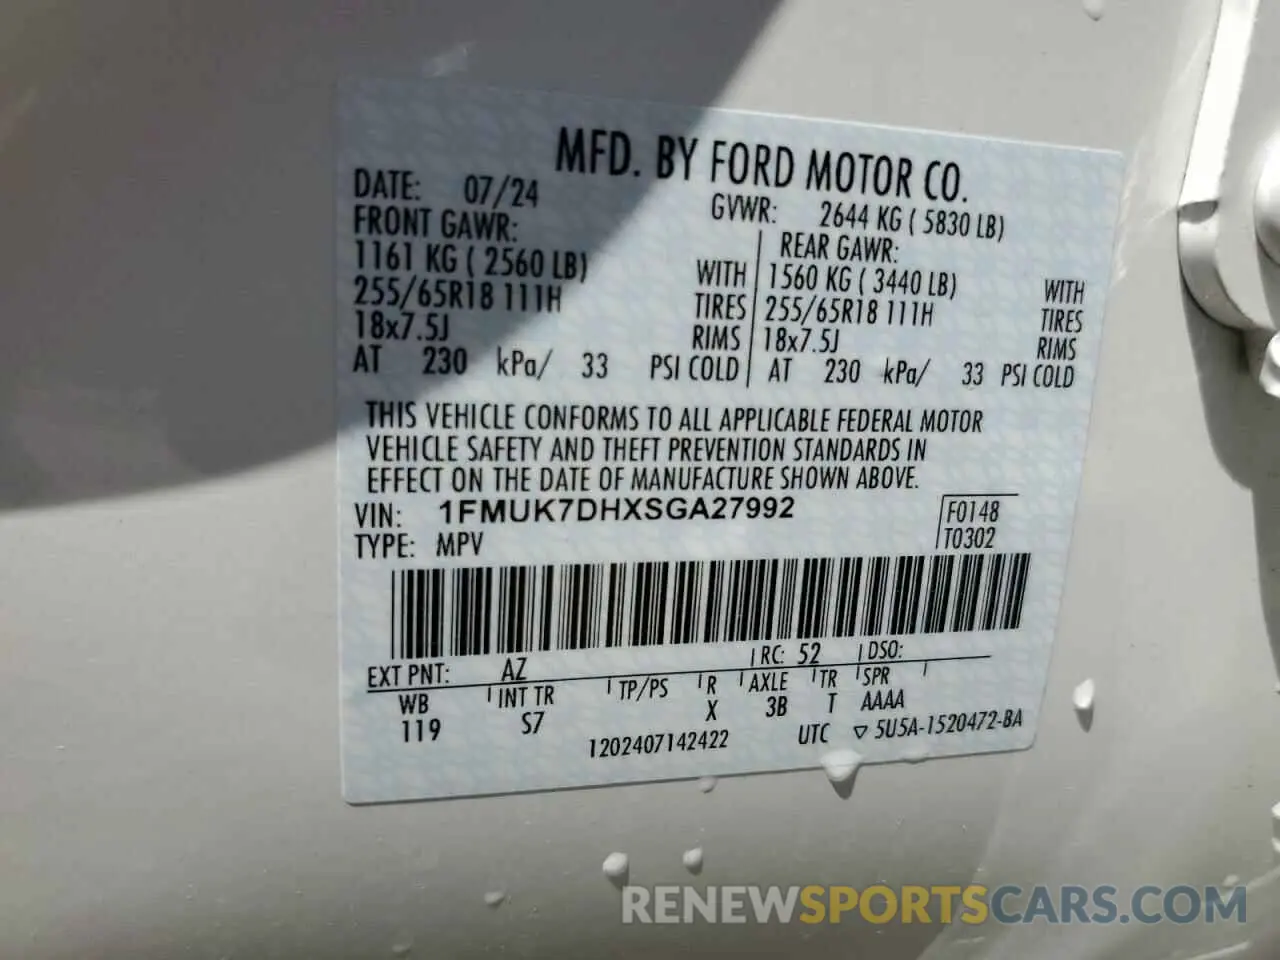 MFD. BY FORD MOTOR CO.
DATE: 07/24 GVWR: 2644 KG ( 5830 LB)
FRONT GAWR: REAR GAWR:
1161 KG ( 2560 LB) WITH 1560 KG ( 3440 LB) WITH
255/65R18 111H TIRES 255/65R18 111H TIRES
18x7.5J RIMS 18x7.5J RIMS
AT 230 kPa/ 33 PSI COLD AT 230 kPa/ 33 PSI COLD
THIS VEHICLE CONFORMS TO ALL APPLICABLE FEDERAL MOTOR
VEHICLE SAFETY AND THEFT PREVENTION STANDARDS IN
EFFECT ON THE DATE OF MANUFACTURE SHOWN ABOVE.
VIN: 1FMUK7DHXSGA27992 F0148
TYPE: MPV T0302
EXT PNT: AZ RC: 52 DSO:
WB INT TR TP/PS R AXLE TR SPR
119 S7 X 3B T AAAA
1202407142422 UTC ▽ 5U5A-1520472-BA
RENEWSPORTSCARS.COM